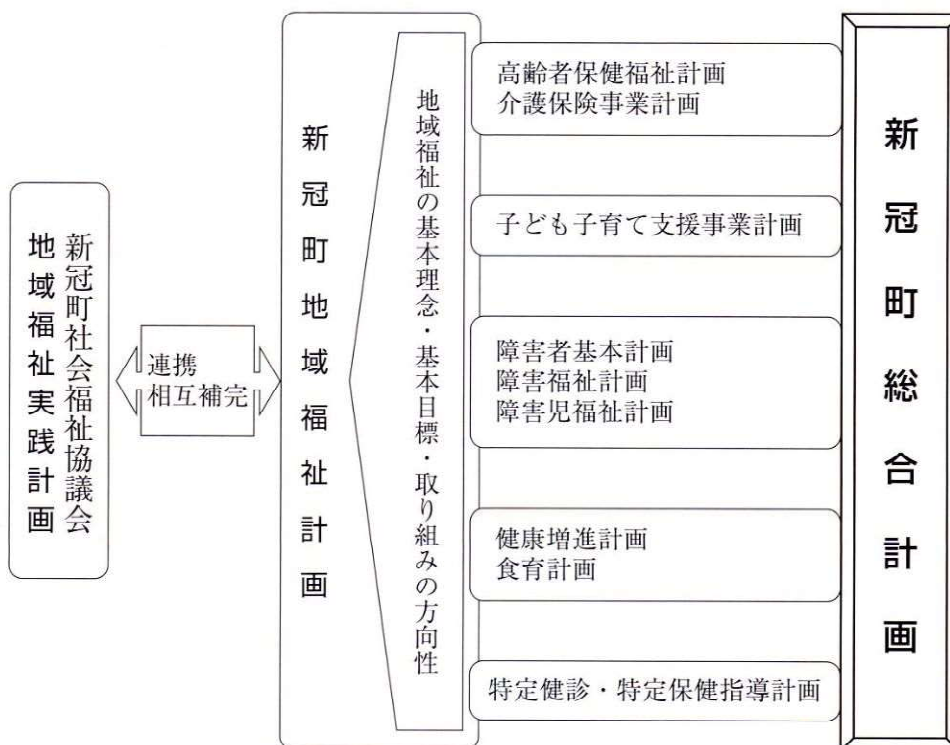 新冠町総合計画
高齢者保健福祉計画
介護保険事業計画
子ども子育て支援事業計画
障害者基本計画
障害福祉計画
障害児福祉計画
健康増進計画
食育計画
特定健診・特定保健指導計画
地域福祉の基本理念・基本目標・取り組みの方向性
新冠町地域福祉計画
連携
相互補完
新冠町社会福祉協議会
地域福祉実践計画